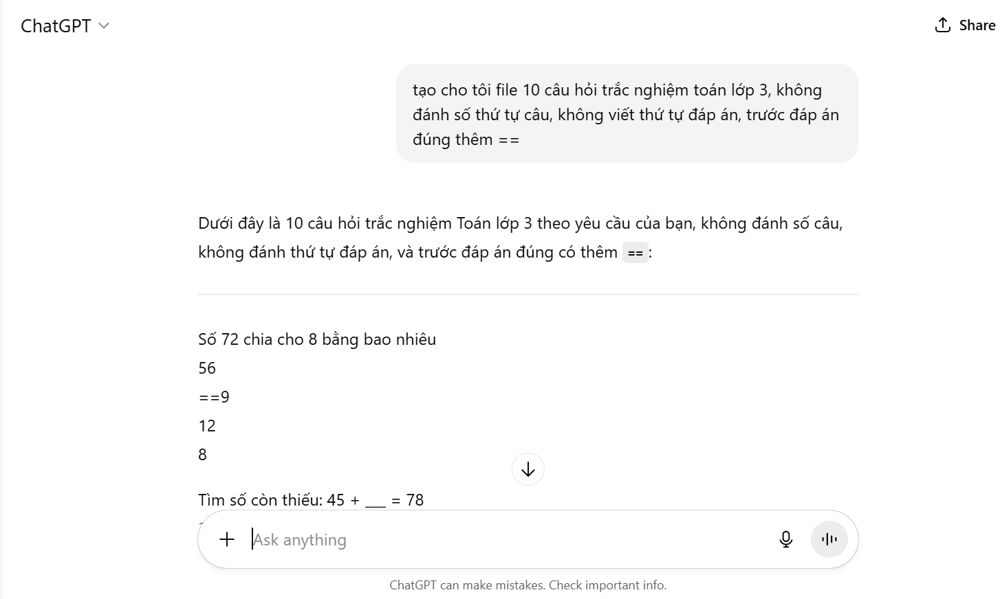 ChatGPT
Share
tạo cho tôi file 10 câu hỏi trắc nghiệm toán lớp 3, không
đánh số thứ tự câu, không viết thứ tự đáp án, trước đáp án
đúng thêm ==
Dưới đây là 10 câu hỏi trắc nghiệm Toán lớp 3 theo yêu cầu của bạn, không đánh số câu,
không đánh thứ tự đáp án, và trước đáp án đúng có thêm ==:
Số 72 chia cho 8 bằng bao nhiêu
56
==9
12
8
Tìm số còn thiếu: 45 + ___ = 78
Ask anything
ChatGPT can make mistakes. Check important info.